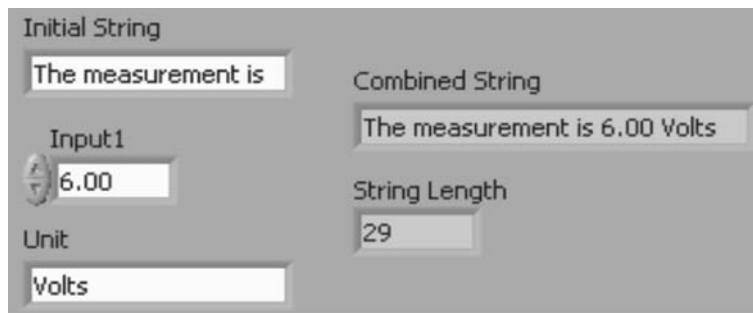 Initial String
The measurement is
Input1
6.00
Unit
Volts
Combined String
The measurement is 6.00 Volts
String Length
29